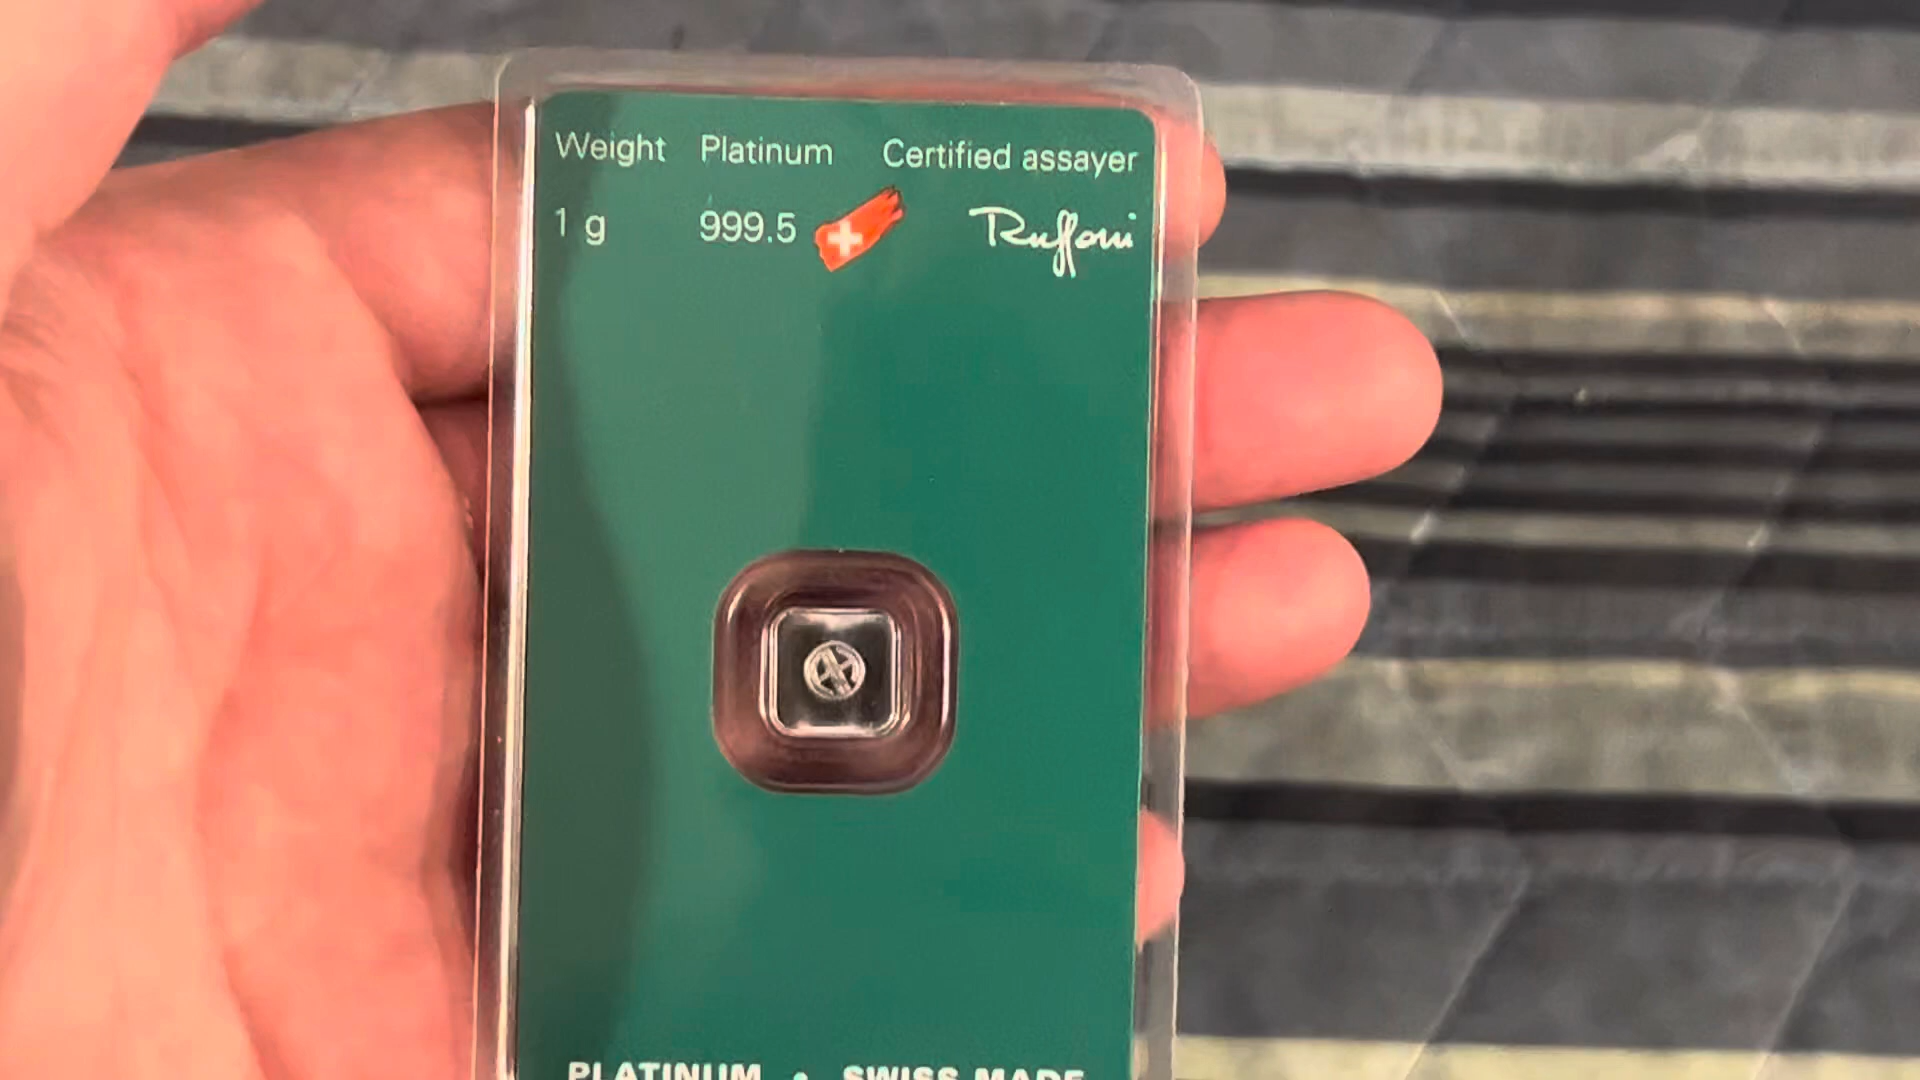 Weight Platinum Certified assayer
1 g 999.5 Ruffoni
PLATINUM • SWISS MADE